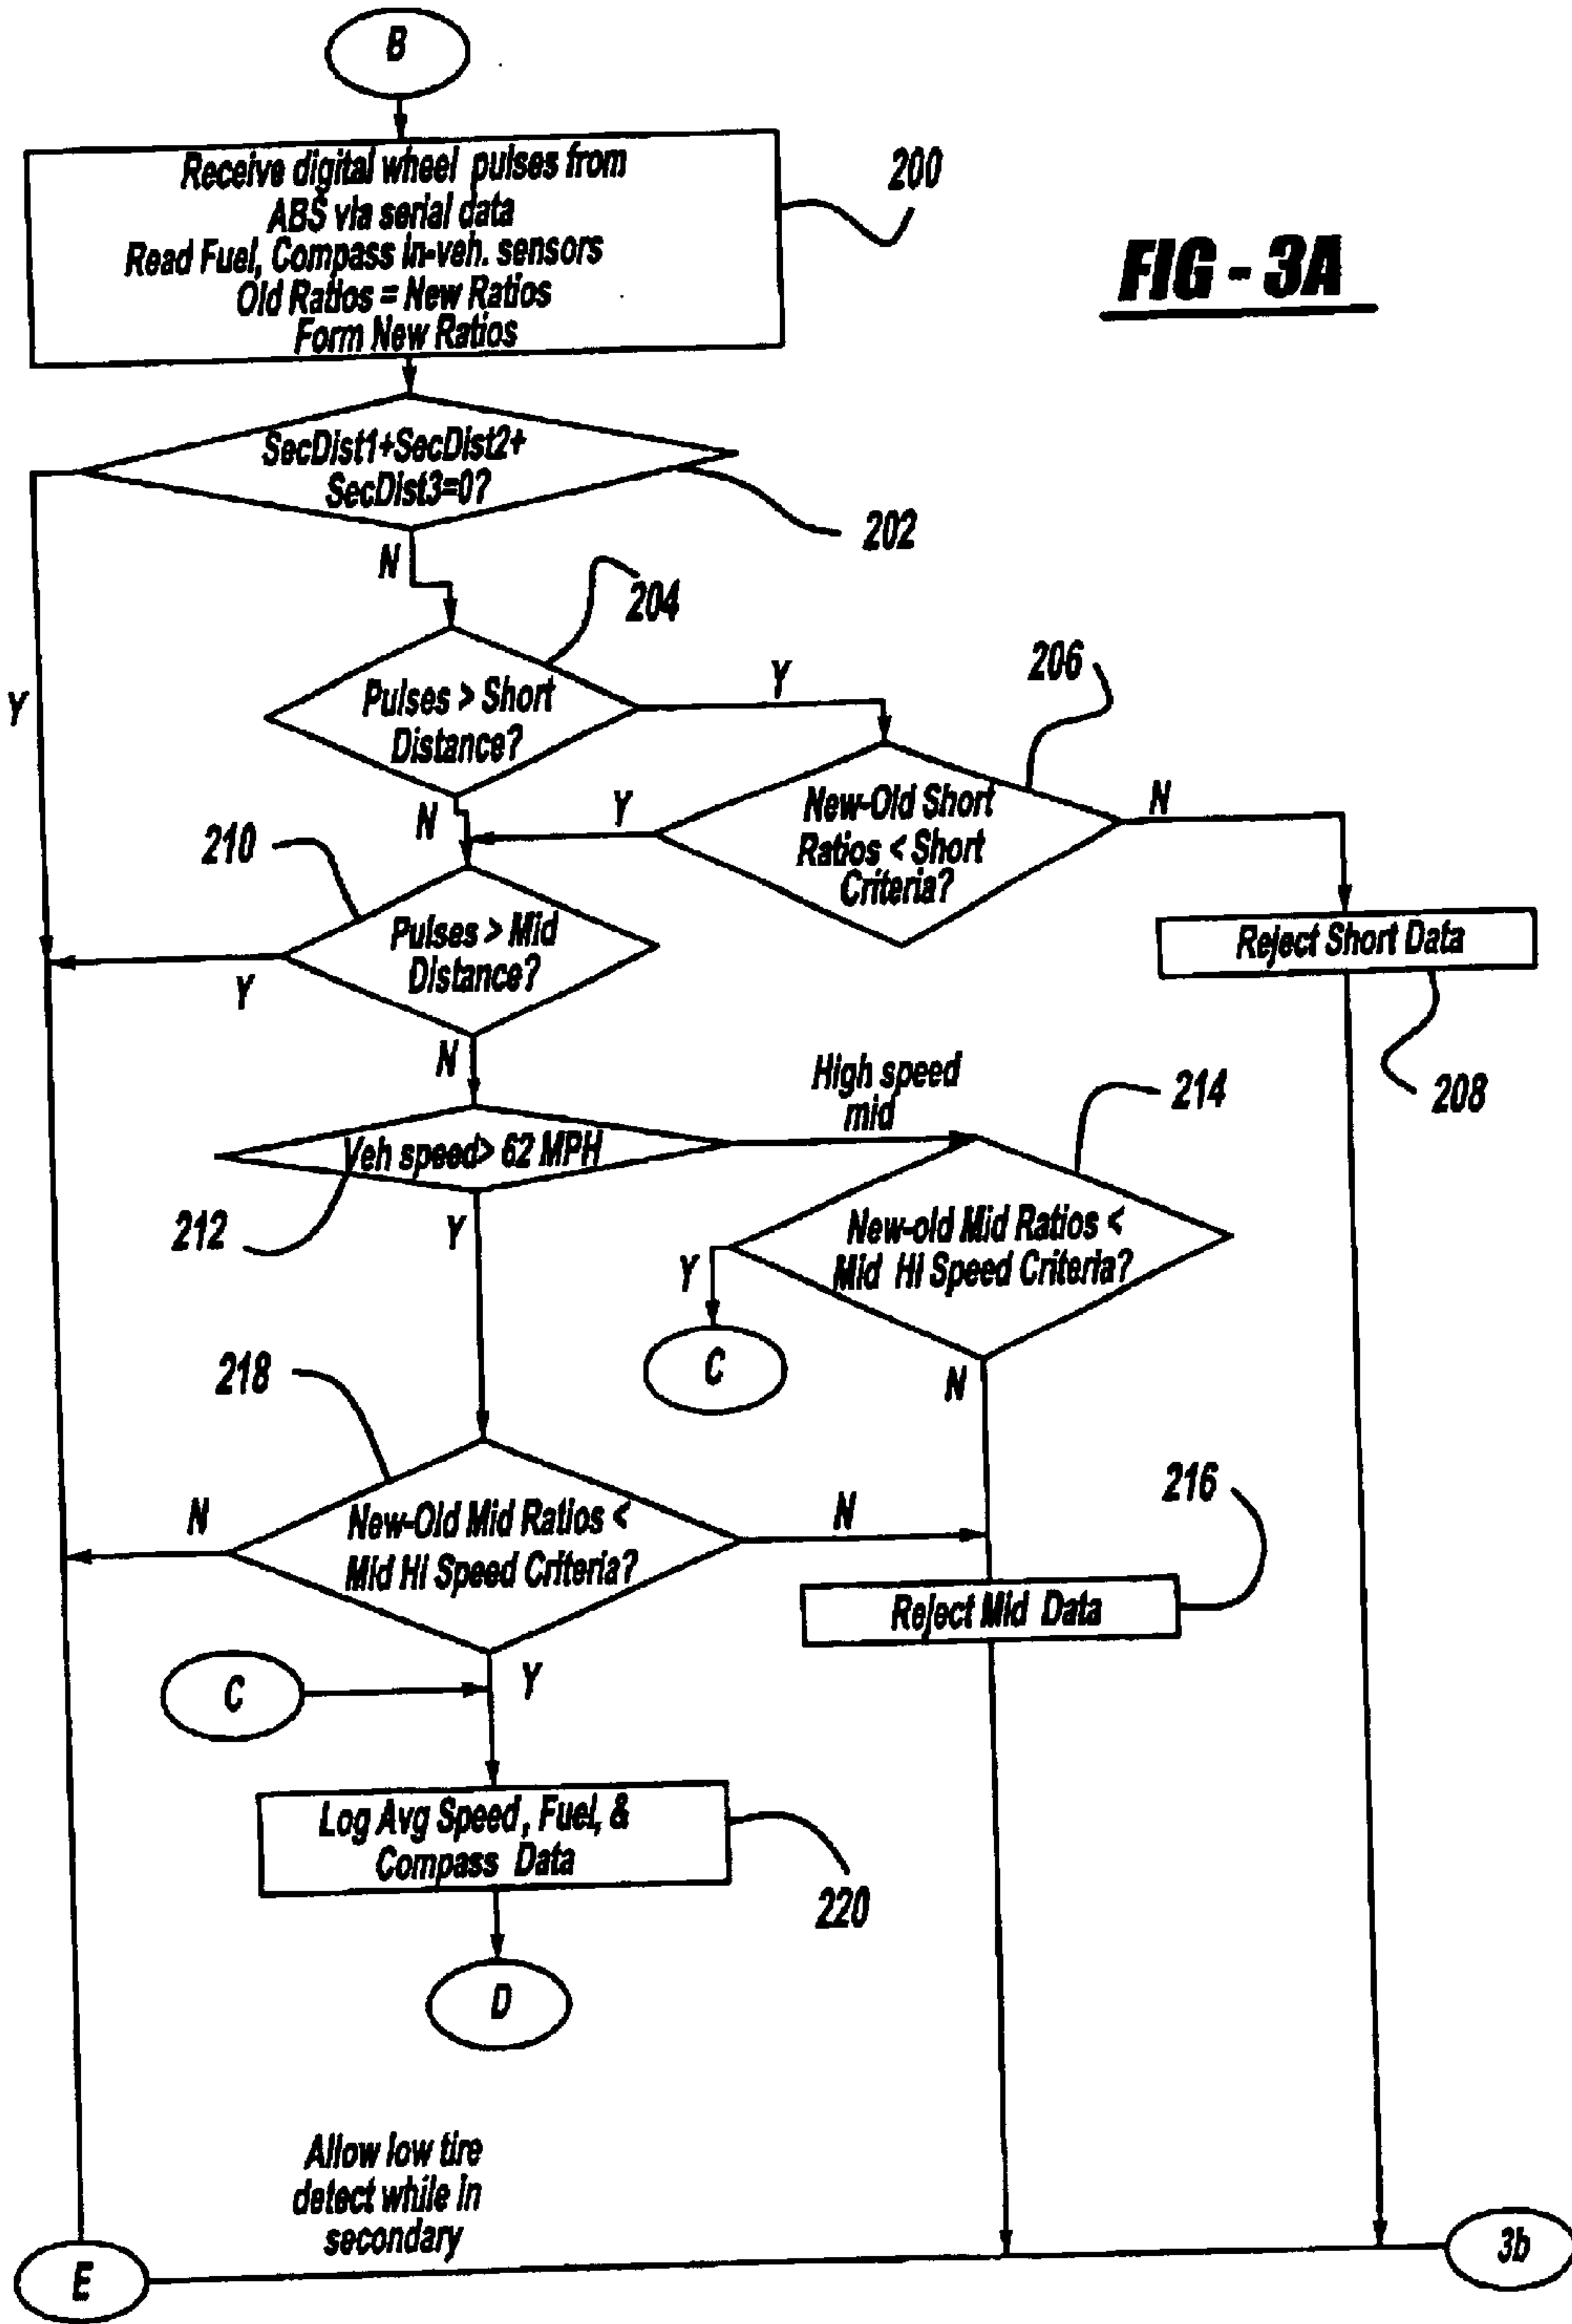 B
Receive digital wheel pulses from
ABS via serial data
Read Fuel, Compass in-veh. sensors
Old Ratios = New Ratios
Form New Ratios
200
FIG - 3A
SecDist1+SecDist2+
SecDist3=0?
202
N
204
Y
Pulses > Short
Distance?
Y
206
N
New-Old Short
Ratios < Short
Criteria?
Y
N
210
Pulses > Mid
Distance?
Y
Reject Short Data
208
N
High speed
mid
214
Veh speed> 62 MPH
212
Y
New-old Mid Ratios <
Mid Hi Speed Criteria?
Y
C
N
218
N
New-Old Mid Ratios <
Mid Hi Speed Criteria?
N
216
Reject Mid Data
C
Y
Log Avg Speed, Fuel, &
Compass Data
220
D
Allow low tire
detect while in
secondary
E
3b